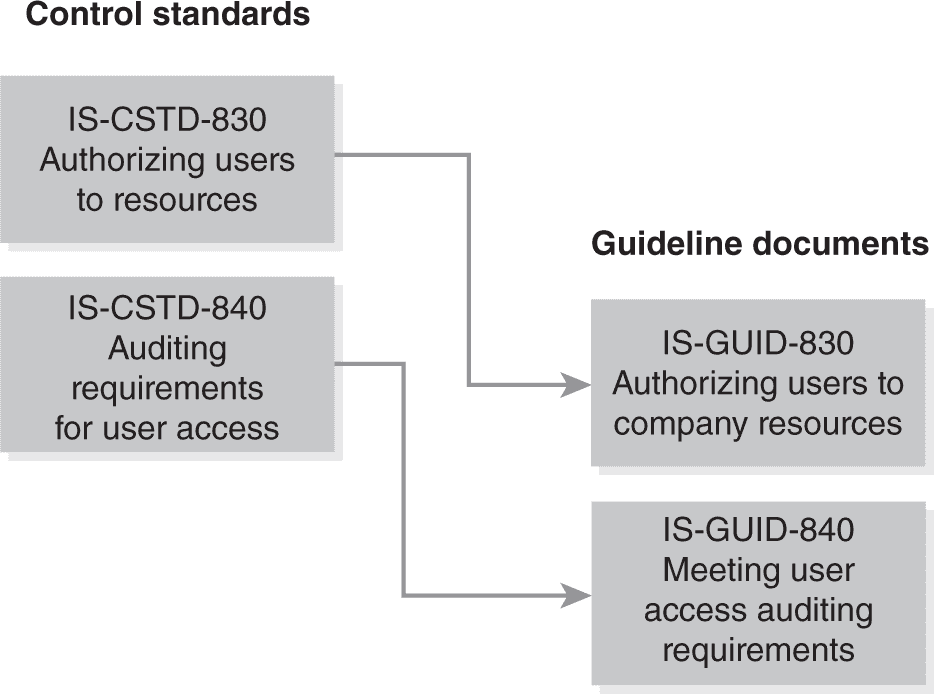 Control standards
IS-CSTD-830
Authorizing users
to resources
IS-CSTD-840
Auditing
requirements
for user access
Guideline documents
IS-GUID-830
Authorizing users to
company resources
IS-GUID-840
Meeting user
access auditing
requirements